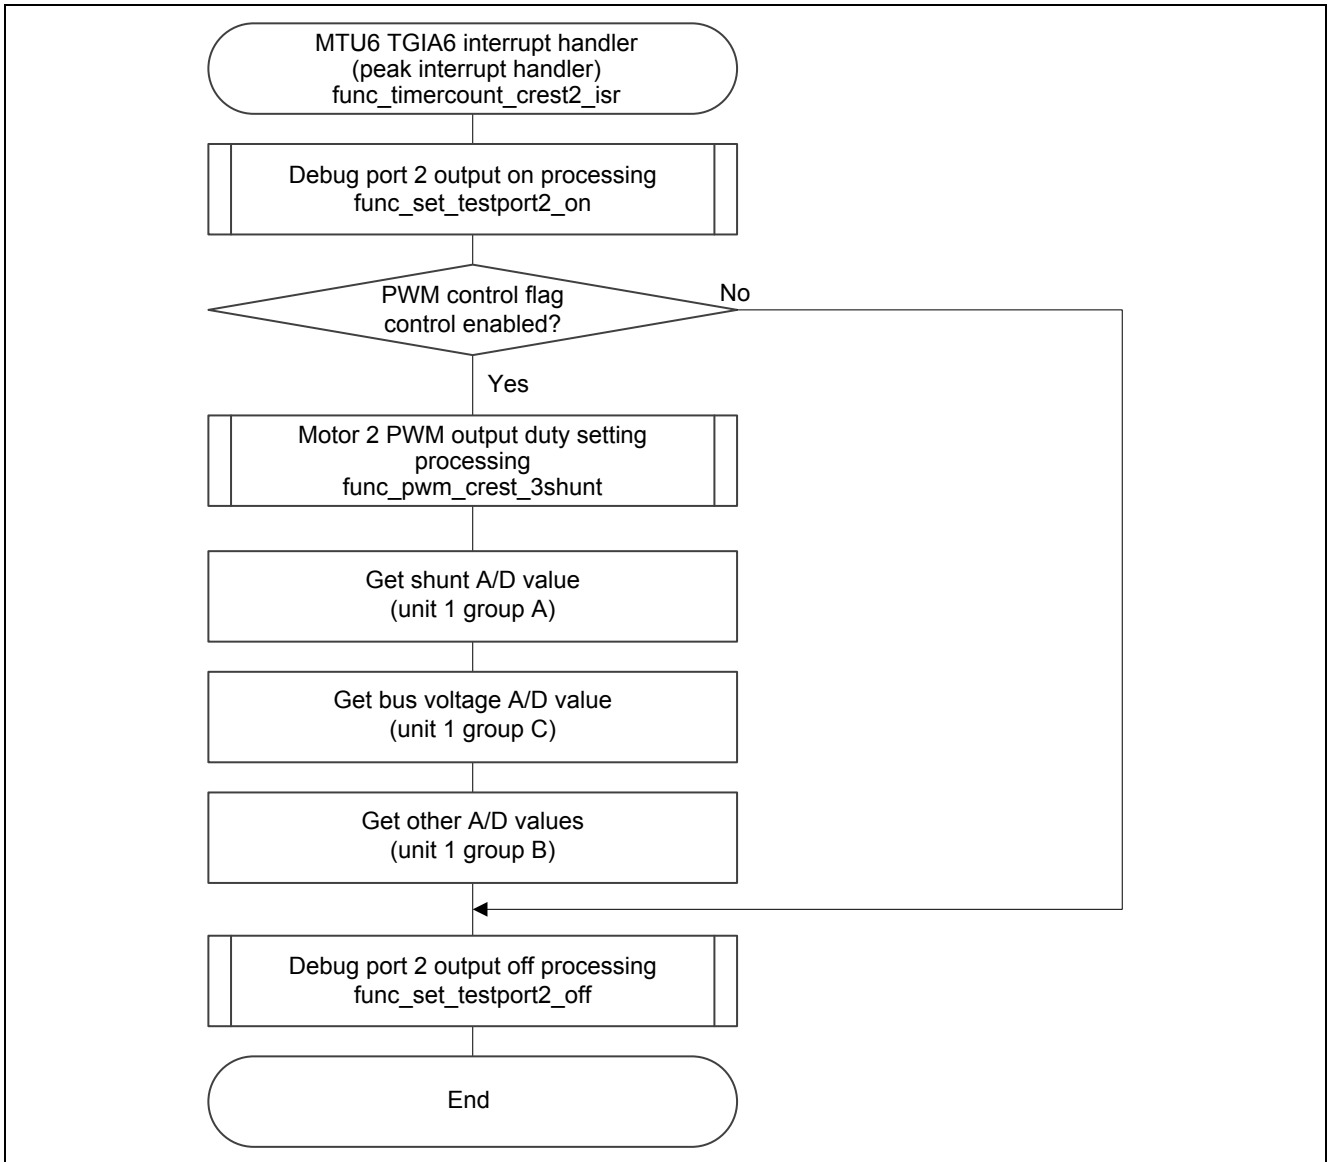 MTU6 TGIA6 interrupt handler
(peak interrupt handler)
func_timercount_crest2_isr
Debug port 2 output on processing
func_set_testport2_on
PWM control flag
control enabled?
No
Yes
Motor 2 PWM output duty setting
processing
func_pwm_crest_3shunt
Get shunt A/D value
(unit 1 group A)
Get bus voltage A/D value
(unit 1 group C)
Get other A/D values
(unit 1 group B)
Debug port 2 output off processing
func_set_testport2_off
End